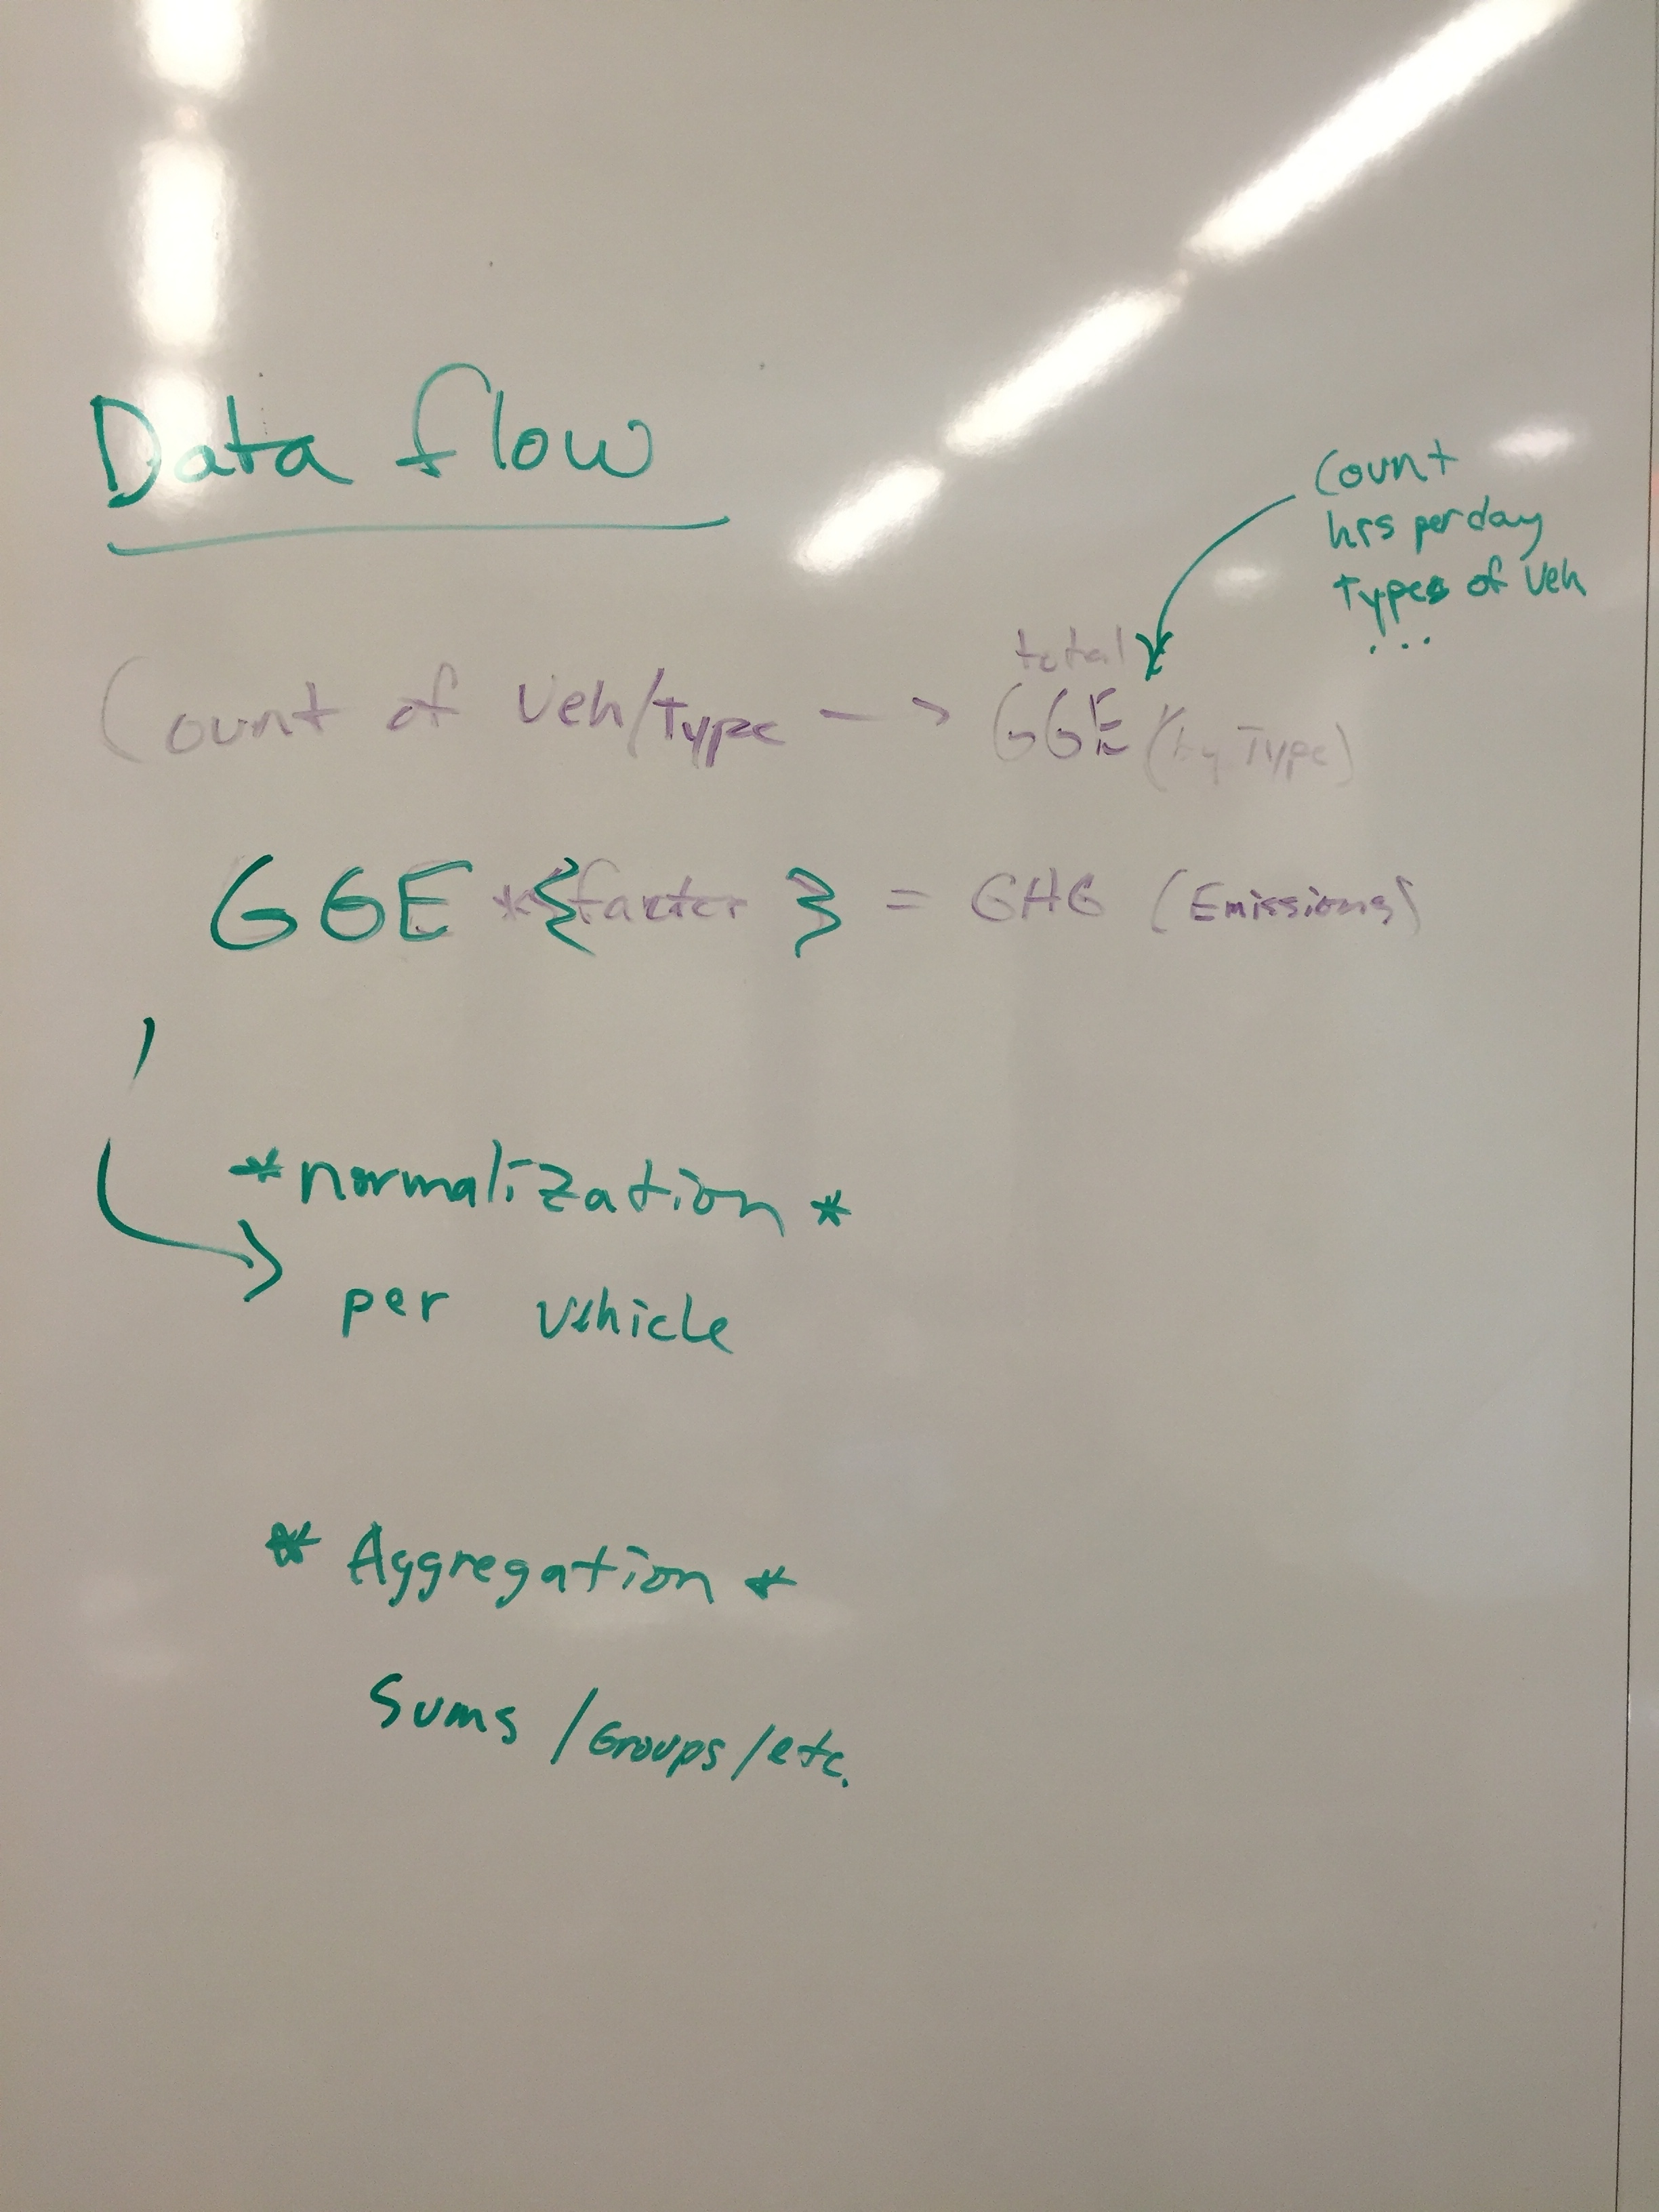 Data flow
Count
hrs per day
Types of Veh
...
total
Count of Veh/Type --> GGE (by Type)
GGE *{factor } = GHG (Emissions)
*normalization*
per vehicle
* Aggregation *
Sums /Groups/etc.